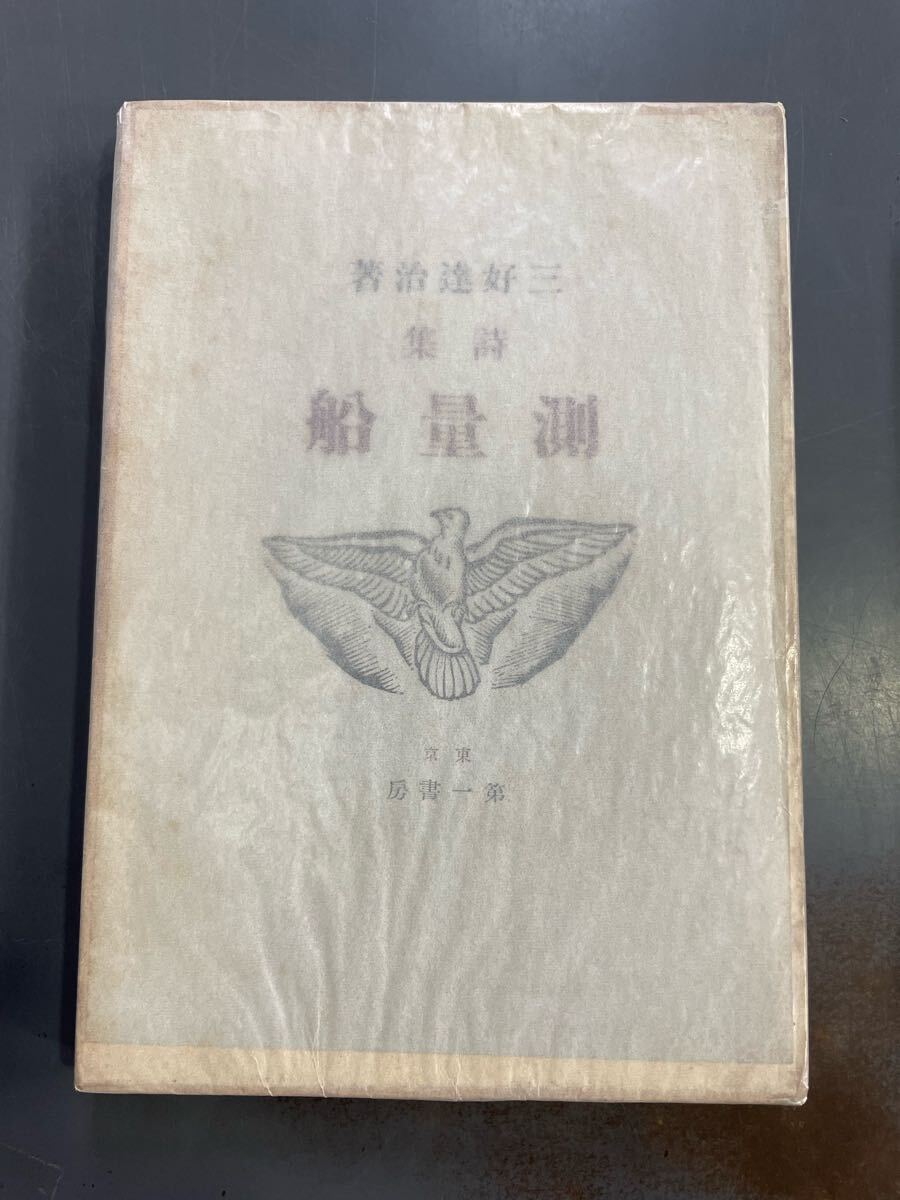 三好達治著
詩集
測量船
東京
第一書房